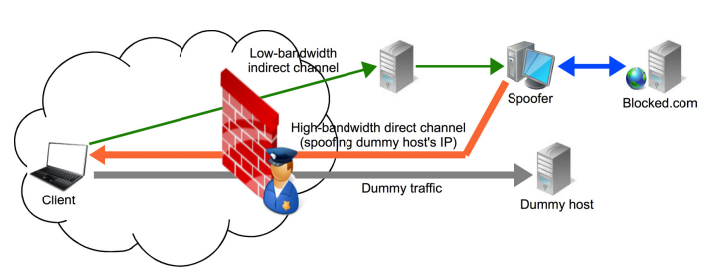 Low-bandwidth
indirect channel
Spoofer
Blocked.com
High-bandwidth direct channel
(spoofing dummy host's IP)
Client
Dummy traffic
Dummy host